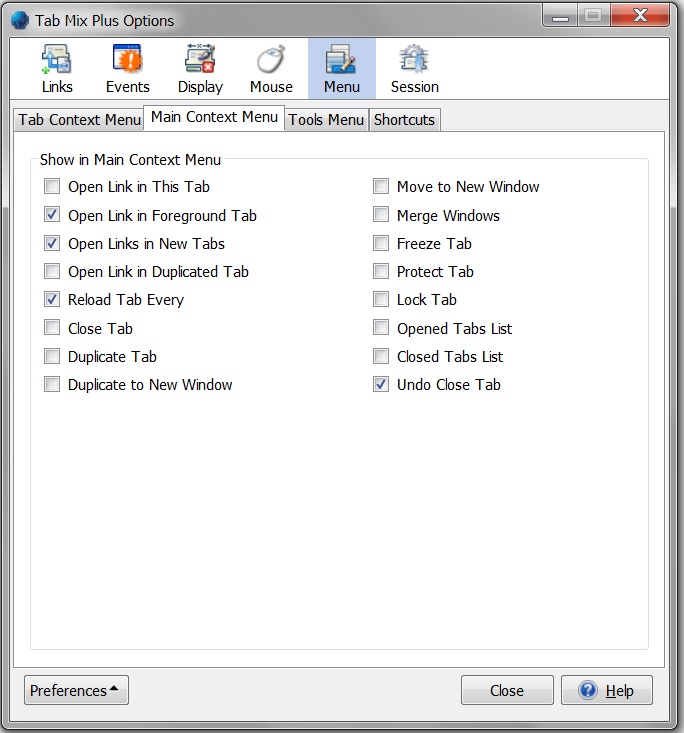 Tab Mix Plus Options
Links Events Display Mouse Menu Session
Tab Context Menu Main Context Menu Tools Menu Shortcuts
Show in Main Context Menu
Open Link in This Tab
Open Link in Foreground Tab
Open Links in New Tabs
Open Link in Duplicated Tab
Reload Tab Every
Close Tab
Duplicate Tab
Duplicate to New Window
Move to New Window
Merge Windows
Freeze Tab
Protect Tab
Lock Tab
Opened Tabs List
Closed Tabs List
Undo Close Tab
Preferences Close Help